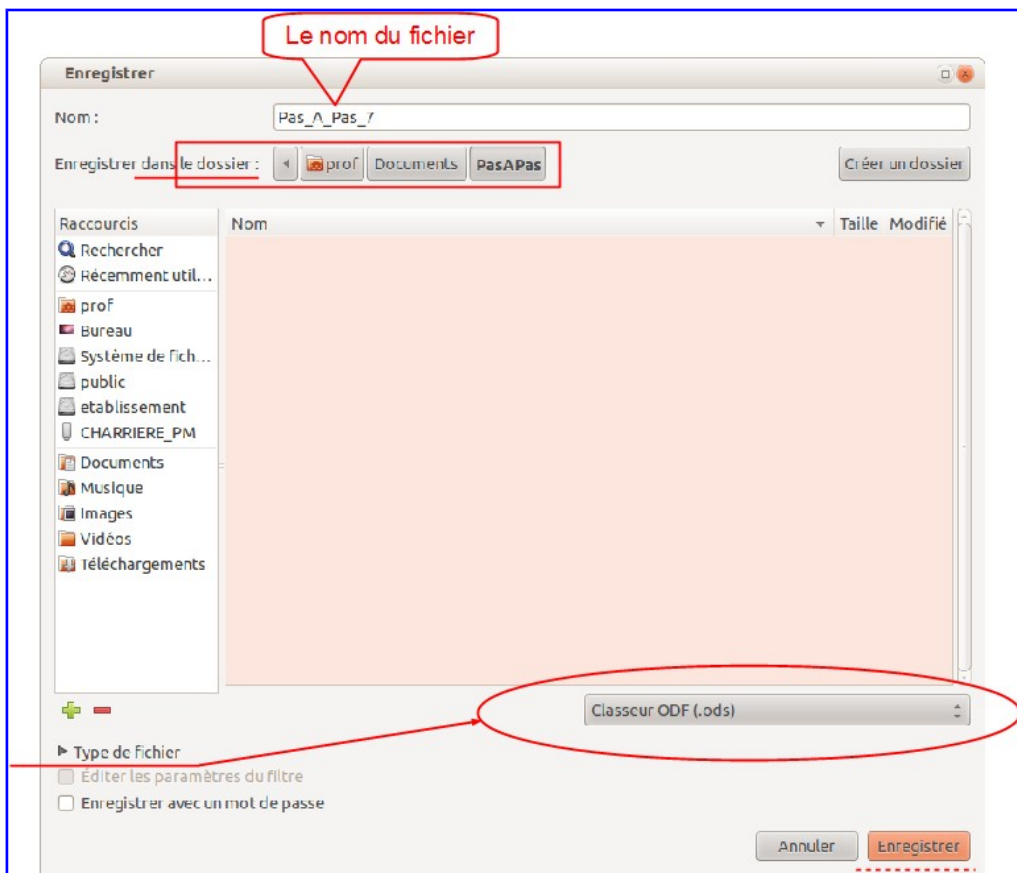 Le nom du fichier
Enregistrer
Nom : Pas_A_Pas_7
Enregistrer dans le dossier : prof Documents PasAPas Créer un dossier
Raccourcis Nom Taille Modifié
Rechercher
Récemment util...
prof
Bureau
Système de fich...
public
etablissement
CHARRIERE_PM
Documents
Musique
Images
Vidéos
Téléchargements
Classeur ODF (.ods)
Type de fichier
Éditer les paramètres du filtre
Enregistrer avec un mot de passe
Annuler Enregistrer